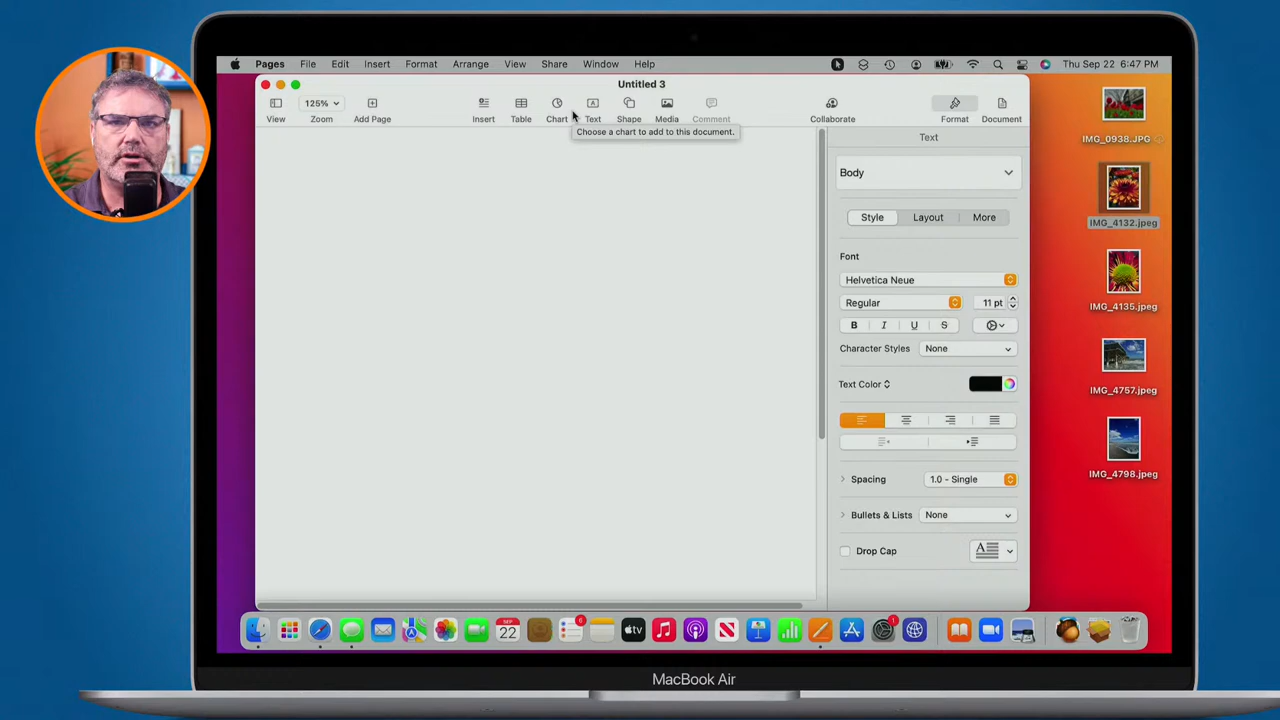 Pages File Edit Insert Format Arrange View Share Window Help Thu Sep 22 6:47 PM
Untitled 3
125%
View Zoom Add Page Insert Table Chart Text Shape Media Comment Collaborate Format Document
Choose a chart to add to this document.
Text
Body
Style Layout More
Font
Helvetica Neue
Regular 11 pt
B I U S
Character Styles None
Text Color
Spacing 1.0 - Single
Bullets & Lists None
Drop Cap
IMG_0938.JPG
IMG_4132.jpeg
IMG_4135.jpeg
IMG_4757.jpeg
IMG_4798.jpeg
SEP
22
6
tv
1
MacBook Air